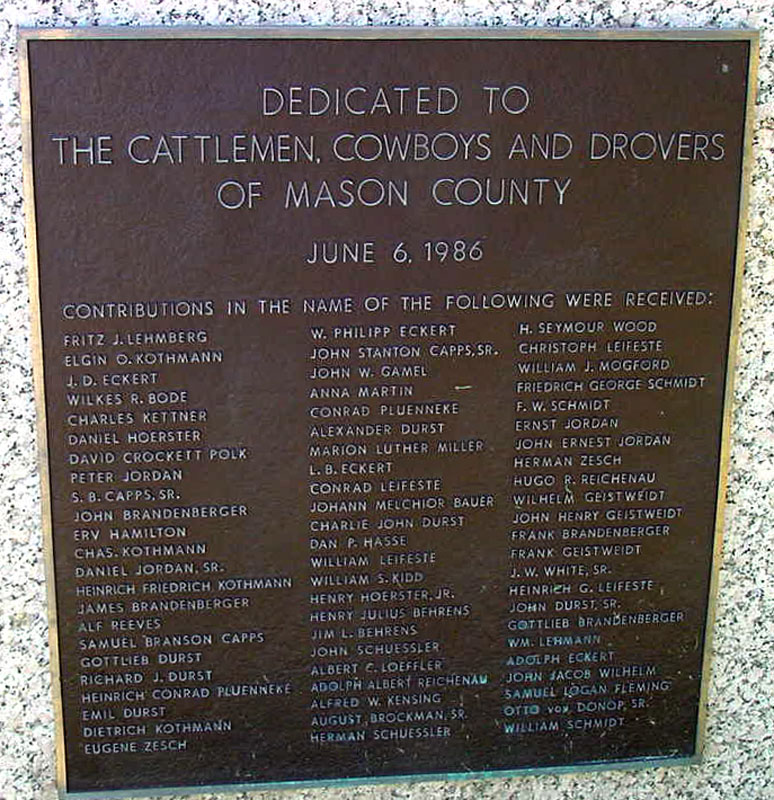 DEDICATED TO
THE CATTLEMEN, COWBOYS AND DROVERS
OF MASON COUNTY
JUNE 6, 1986
CONTRIBUTIONS IN THE NAME OF THE FOLLOWING WERE RECEIVED:
FRITZ J. LEHMBERG
ELGIN O. KOTHMANN
J. D. ECKERT
WILKES R. BODE
CHARLES KETTNER
DANIEL HOERSTER
DAVID CROCKETT POLK
PETER JORDAN
S. B. CAPPS, SR.
JOHN BRANDENBERGER
ERV HAMILTON
CHAS. KOTHMANN
DANIEL JORDAN, SR.
HEINRICH FRIEDRICH KOTHMANN
JAMES BRANDENBERGER
ALF REEVES
SAMUEL BRANSON CAPPS
GOTTLIEB DURST
RICHARD J. DURST
HEINRICH CONRAD PLUENNEKE
EMIL DURST
DIETRICH KOTHMANN
EUGENE ZESCH
W. PHILIPP ECKERT
JOHN STANTON CAPPS, SR.
JOHN W. GAMEL
ANNA MARTIN
CONRAD PLUENNEKE
ALEXANDER DURST
MARION LUTHER MILLER
L. B. ECKERT
CONRAD LEIFESTE
JOHANN MELCHIOR BAUER
CHARLIE JOHN DURST
DAN P. HASSE
WILLIAM LEIFESTE
WILLIAM S. KIDD
HENRY HOERSTER, JR.
HENRY JULIUS BEHRENS
JIM L. BEHRENS
JOHN SCHUESSLER
ALBERT C. LOEFFLER
ADOLPH ALBERT REICHENAU
ALFRED W. KENSING
AUGUST BROCKMAN, SR.
HERMAN SCHUESSLER
H. SEYMOUR WOOD
CHRISTOPH LEIFESTE
WILLIAM J. MOGFORD
FRIEDRICH GEORGE SCHMIDT
F. W. SCHMIDT
ERNST JORDAN
JOHN ERNEST JORDAN
HERMAN ZESCH
HUGO R. REICHENAU
WILHELM GEISTWEIDT
JOHN HENRY GEISTWEIDT
FRANK BRANDENBERGER
FRANK GEISTWEIDT
J. W. WHITE, SR.
HEINRICH G. LEIFESTE
JOHN DURST, SR.
GOTTLIEB BRANDENBERGER
WM. LEHMANN
ADOLPH ECKERT
JOHN JACOB WILHELM
SAMUEL LOGAN FLEMING
OTTO von DONOP, SR.
WILLIAM SCHMIDT